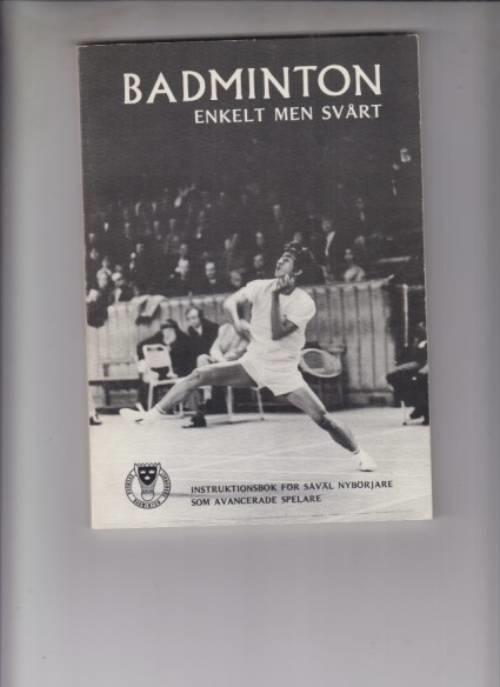 BADMINTON
ENKELT MEN SVÅRT
INSTRUKTIONSBOK FÖR SÅVÄL NYBÖRJARE
SOM AVANCERADE SPELARE